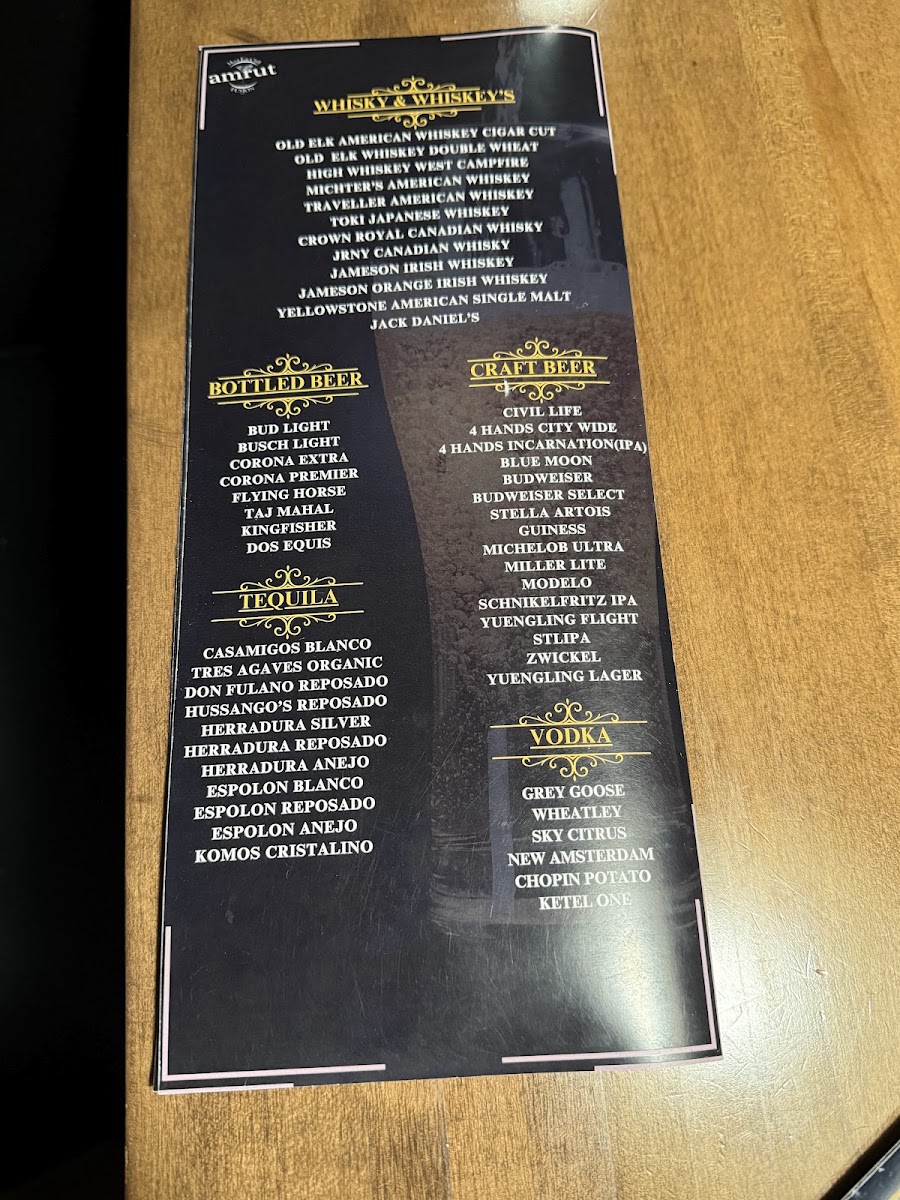 amrut
FUSION
WHISKY & WHISKEY'S
OLD ELK AMERICAN WHISKEY CIGAR CUT
OLD ELK WHISKEY DOUBLE WHEAT
HIGH WHISKEY WEST CAMPFIRE
MICHTER'S AMERICAN WHISKEY
TRAVELLER AMERICAN WHISKEY
TOKI JAPANESE WHISKEY
CROWN ROYAL CANADIAN WHISKY
JRNY CANADIAN WHISKY
JAMESON IRISH WHISKEY
JAMESON ORANGE IRISH WHISKEY
YELLOWSTONE AMERICAN SINGLE MALT
JACK DANIEL'S
BOTTLED BEER
BUD LIGHT
BUSCH LIGHT
CORONA EXTRA
CORONA PREMIER
FLYING HORSE
TAJ MAHAL
KINGFISHER
DOS EQUIS
TEQUILA
CASAMIGOS BLANCO
TRES AGAVES ORGANIC
DON FULANO REPOSADO
HUSSANGO'S REPOSADO
HERRADURA SILVER
HERRADURA REPOSADO
HERRADURA ANEJO
ESPOLON BLANCO
ESPOLON REPOSADO
ESPOLON ANEJO
KOMOS CRISTALINO
CRAFT BEER
CIVIL LIFE
4 HANDS CITY WIDE
4 HANDS INCARNATION(IPA)
BLUE MOON
BUDWEISER
BUDWEISER SELECT
STELLA ARTOIS
GUINESS
MICHELOB ULTRA
MILLER LITE
MODELO
SCHNIKELFRITZ IPA
YUENGLING FLIGHT
STLIPA
ZWICKEL
YUENGLING LAGER
VODKA
GREY GOOSE
WHEATLEY
SKY CITRUS
NEW AMSTERDAM
CHOPIN POTATO
KETEL ONE